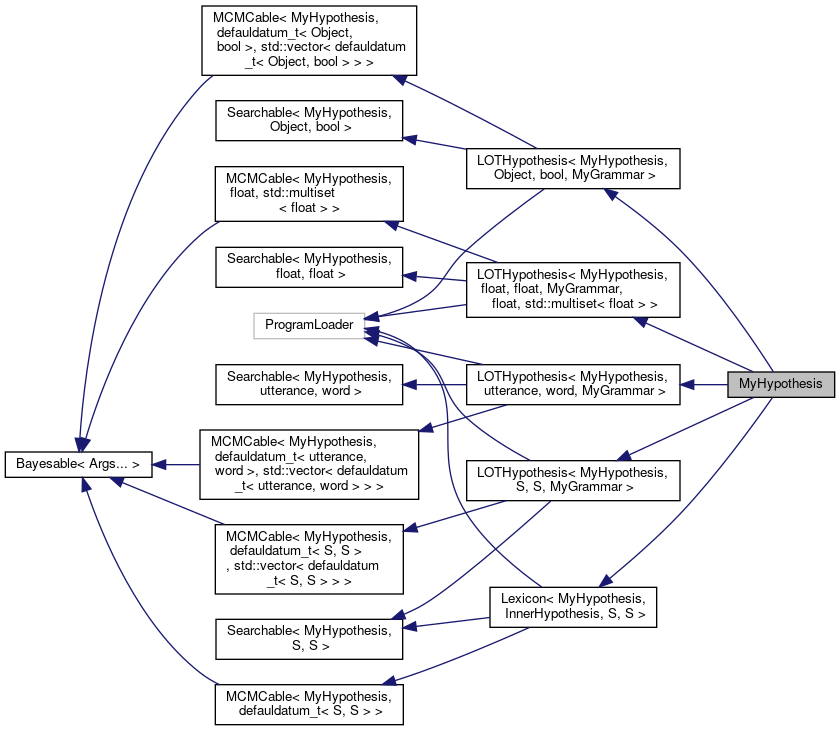 MCMCable< MyHypothesis,
defauldatum_t< Object,
bool >, std::vector< defauldatum
_t< Object, bool > > >
Searchable< MyHypothesis,
Object, bool >
LOTHypothesis< MyHypothesis,
Object, bool, MyGrammar >
MCMCable< MyHypothesis,
float, std::multiset
< float > >
Searchable< MyHypothesis,
float, float >
LOTHypothesis< MyHypothesis,
float, float, MyGrammar,
float, std::multiset< float > >
ProgramLoader
Searchable< MyHypothesis,
utterance, word >
LOTHypothesis< MyHypothesis,
utterance, word, MyGrammar >
MyHypothesis
Bayesable< Args... >
MCMCable< MyHypothesis,
defauldatum_t< utterance,
word >, std::vector< defauldatum
_t< utterance, word > > >
LOTHypothesis< MyHypothesis,
S, S, MyGrammar >
MCMCable< MyHypothesis,
defauldatum_t< S, S >
, std::vector< defauldatum
_t< S, S > > >
Lexicon< MyHypothesis,
InnerHypothesis, S, S >
Searchable< MyHypothesis,
S, S >
MCMCable< MyHypothesis,
defauldatum_t< S, S > >